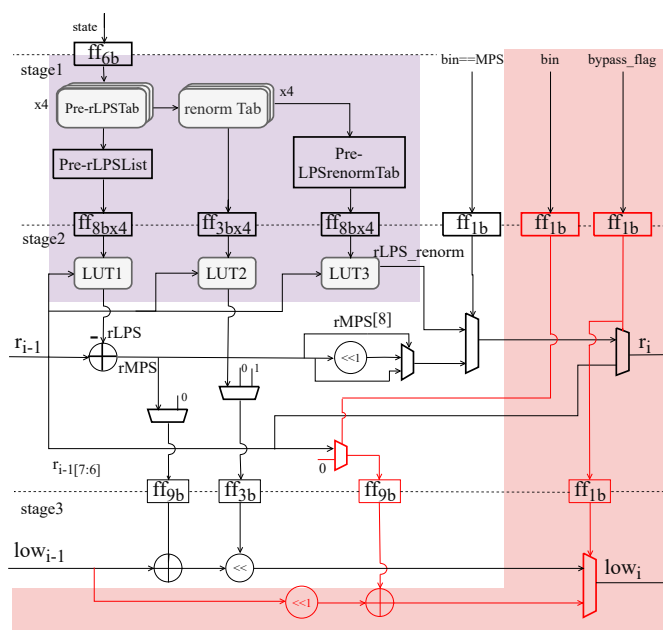 state
ff6b
stage1
bin==MPS
bin
bypass_flag
x4
Pre-rLPSTab
renorm Tab
x4
Pre-rLPSList
Pre-
LPSrenormTab
ff8bx4
ff3bx4
ff8bx4
ff1b
ff1b
ff1b
stage2
rLPS_renorm
LUT1
LUT2
LUT3
rLPS
rMPS[8]
ri-1
-
rMPS
<<1
ri
0
0
1
ri-1[7:6]
0
ff9b
ff3b
ff9b
ff1b
stage3
lowi-1
<<
lowi
<<1